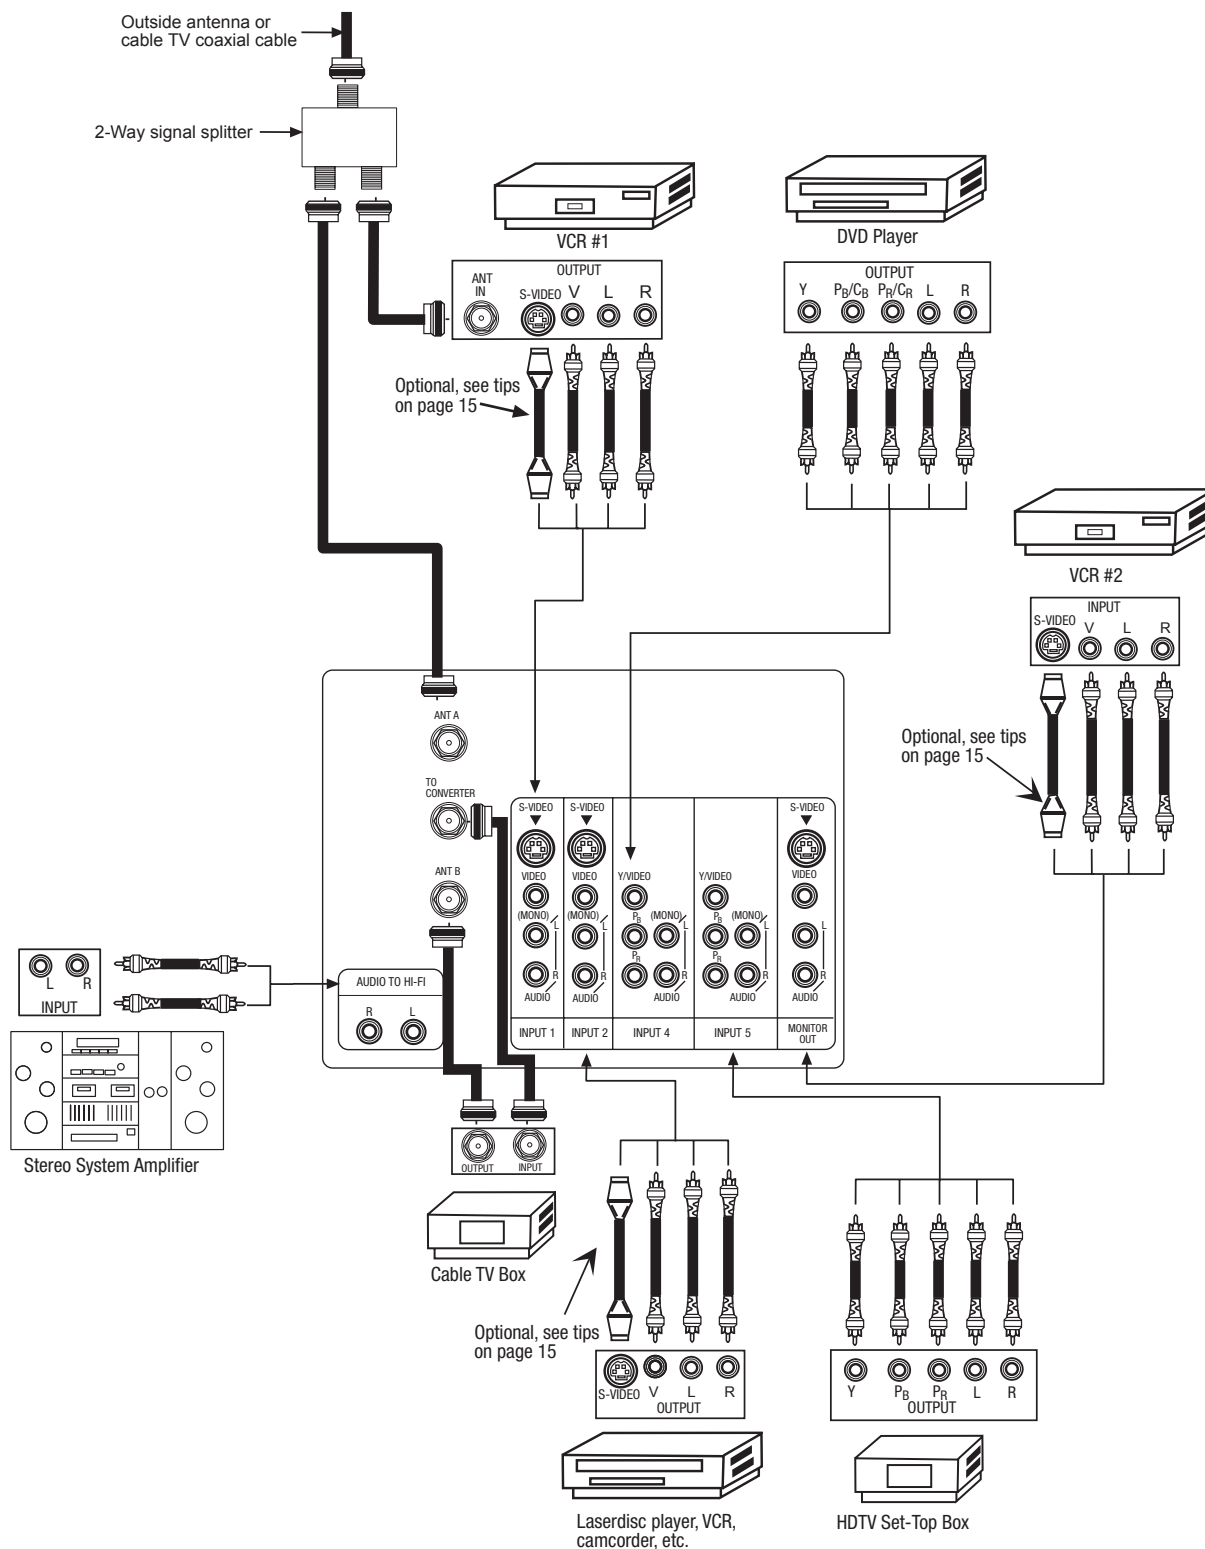 Outside antenna or
cable TV coaxial cable
2-Way signal splitter
VCR #1
DVD Player
ANT
IN
OUTPUT
S-VIDEO V L R
OUTPUT
Y PB/CB PR/CR L R
Optional, see tips
on page 15
VCR #2
INPUT
S-VIDEO V L R
Optional, see tips
on page 15
ANT A
TO
CONVERTER
ANT B
S-VIDEO
VIDEO
(MONO)
L
R
AUDIO
INPUT 1
S-VIDEO
VIDEO
(MONO)
L
R
AUDIO
INPUT 2
Y/VIDEO
PB
(MONO)
L
PR
R
AUDIO
INPUT 4
Y/VIDEO
PB
(MONO)
L
PR
R
AUDIO
INPUT 5
S-VIDEO
VIDEO
L
R
AUDIO
MONITOR
OUT
L R
INPUT
AUDIO TO HI-FI
R L
Stereo System Amplifier
OUTPUT INPUT
Cable TV Box
Optional, see tips
on page 15
S-VIDEO V L R
OUTPUT
Laserdisc player, VCR,
camcorder, etc.
Y PB PR L R
OUTPUT
HDTV Set-Top Box